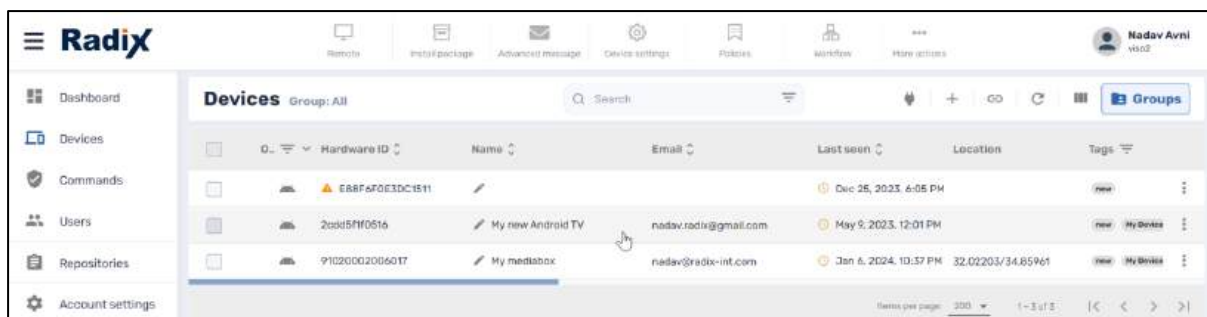 Radix
Remote Install package Advanced message Device settings Policies Workflow More actions
Nadav Avni
viso2
Dashboard
Devices Group: All Search Groups
Devices
Hardware ID Name Email Last seen Location Tags
Commands
E88F6F0E3DC1511 Dec 25, 2023, 6:05 PM new
Users
2cdd5f1f0516 My new Android TV nadav.radix@gmail.com May 9, 2023, 12:01 PM new My Device
Repositories
91020002006017 My mediabox nadav@radix-int.com Jan 6, 2024, 10:37 PM 32.02203/34.85961 new My Device
Account settings
Items per page: 200 1 - 3 of 3